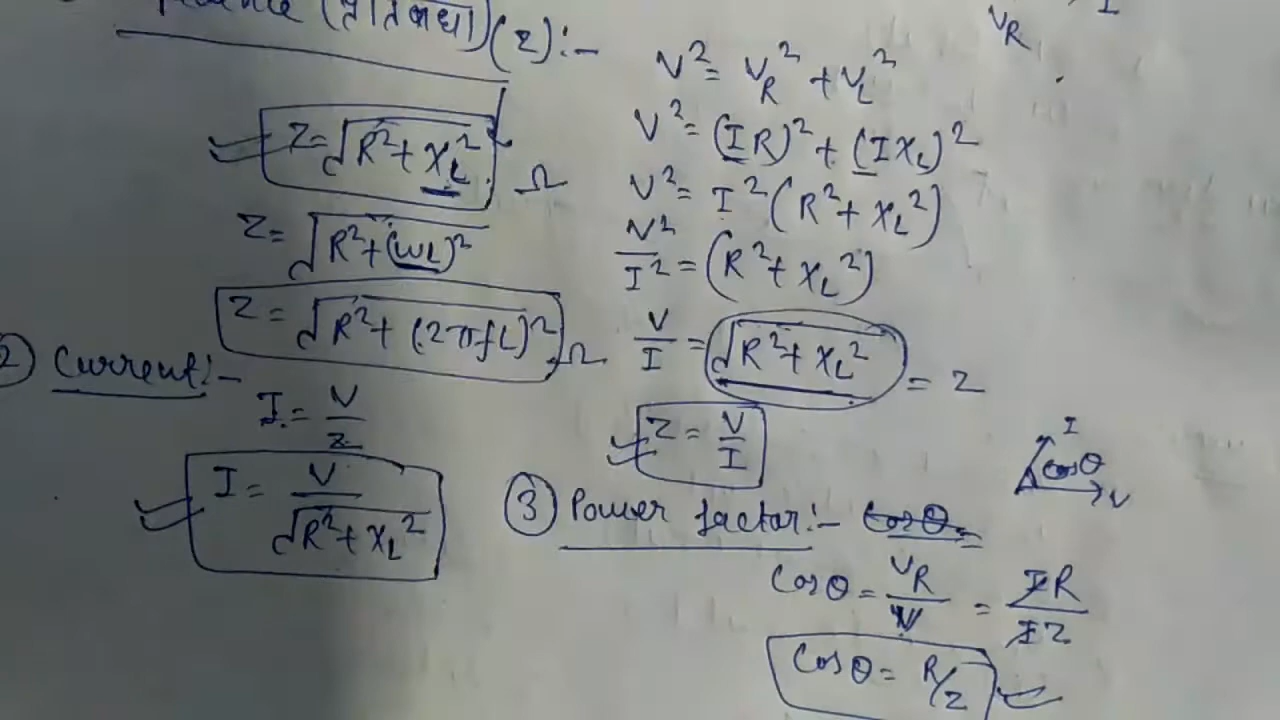 (प्रतिबाधा) (Z):-
Z=√R²+X_L² Ω
Z= √R²+(ωL)²
Z= √R²+(2πfL)² Ω
② Current:-
I= V/Z
I= V/√R²+X_L²
V_R I
V²= V_R²+V_L²
V²= (IR)²+(IX_L)²
V²= I²(R²+X_L²)
V²/I² = (R²+X_L²)
V/I = √R²+X_L² = Z
Z= V/I
I
cosθ
V
③ Power factor:- Cosθ
Cosθ= V_R/V = IR/IZ
Cosθ= R/Z